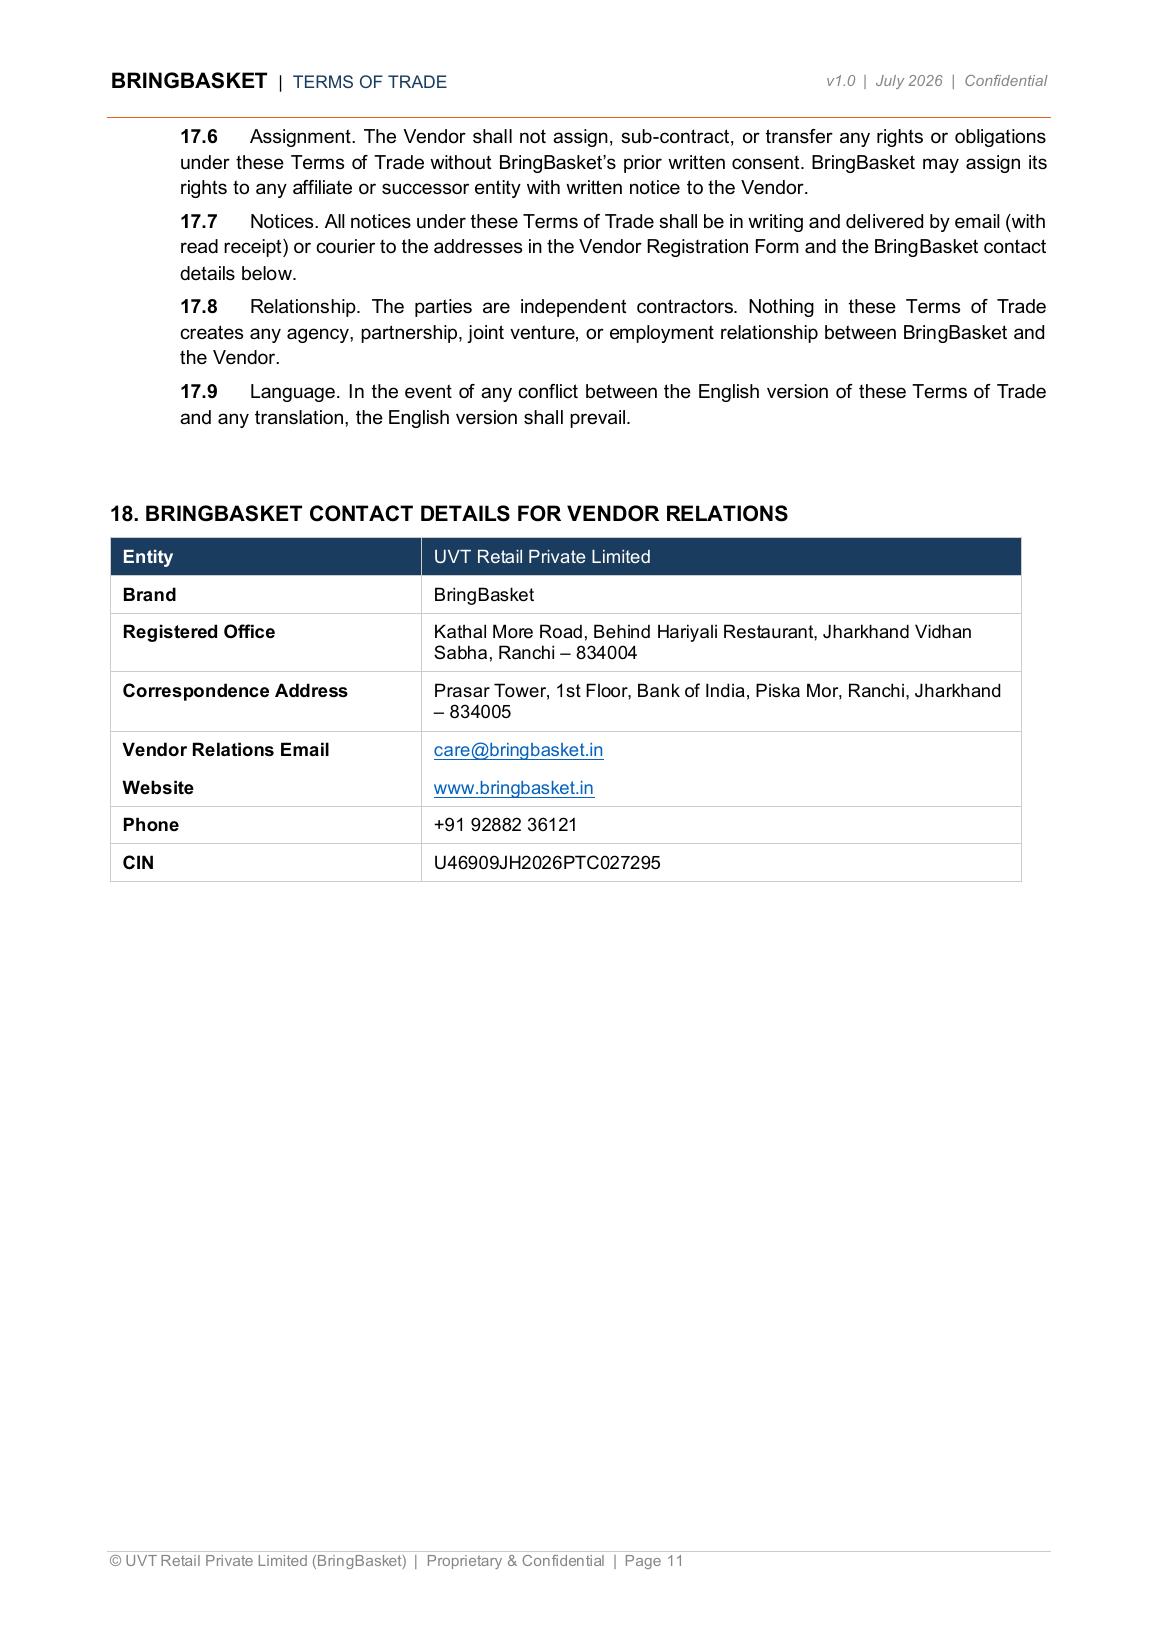 BRINGBASKET | TERMS OF TRADE
v1.0 | July 2026 | Confidential
17.6 Assignment. The Vendor shall not assign, sub-contract, or transfer any rights or obligations
under these Terms of Trade without BringBasket’s prior written consent. BringBasket may assign its
rights to any affiliate or successor entity with written notice to the Vendor.
17.7 Notices. All notices under these Terms of Trade shall be in writing and delivered by email (with
read receipt) or courier to the addresses in the Vendor Registration Form and the BringBasket contact
details below.
17.8 Relationship. The parties are independent contractors. Nothing in these Terms of Trade
creates any agency, partnership, joint venture, or employment relationship between BringBasket and
the Vendor.
17.9 Language. In the event of any conflict between the English version of these Terms of Trade
and any translation, the English version shall prevail.
18. BRINGBASKET CONTACT DETAILS FOR VENDOR RELATIONS
Entity UVT Retail Private Limited
Brand BringBasket
Registered Office Kathal More Road, Behind Hariyali Restaurant, Jharkhand Vidhan
Sabha, Ranchi – 834004
Correspondence Address Prasar Tower, 1st Floor, Bank of India, Piska Mor, Ranchi, Jharkhand
– 834005
Vendor Relations Email care@bringbasket.in
Website www.bringbasket.in
Phone +91 92882 36121
CIN U46909JH2026PTC027295
© UVT Retail Private Limited (BringBasket) | Proprietary & Confidential | Page 11